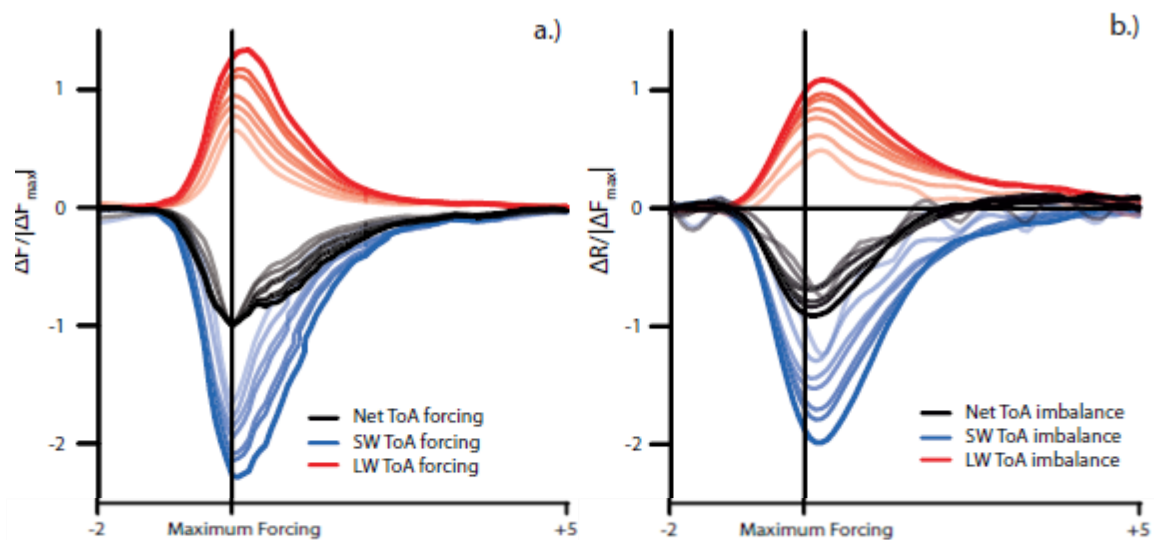 a.)
1
0
-1
-2
ΔF/|ΔFmax|
Net ToA forcing
SW ToA forcing
LW ToA forcing
-2
Maximum Forcing
+5
b.)
1
0
-1
-2
ΔR/|ΔFmax|
Net ToA imbalance
SW ToA imbalance
LW ToA imbalance
-2
Maximum Forcing
+5